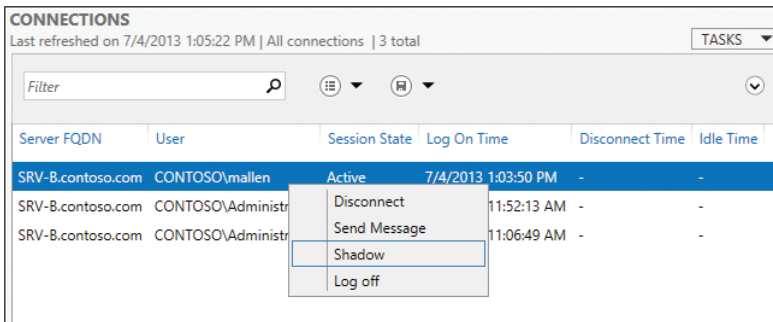 CONNECTIONS
Last refreshed on 7/4/2013 1:05:22 PM | All connections | 3 total
TASKS
Filter
Server FQDN User Session State Log On Time Disconnect Time Idle Time
SRV-B.contoso.com CONTOSO\mallen Active 7/4/2013 1:03:50 PM - -
SRV-B.contoso.com CONTOSO\Administr 11:52:13 AM - -
SRV-B.contoso.com CONTOSO\Administr 11:06:49 AM - -
Disconnect
Send Message
Shadow
Log off